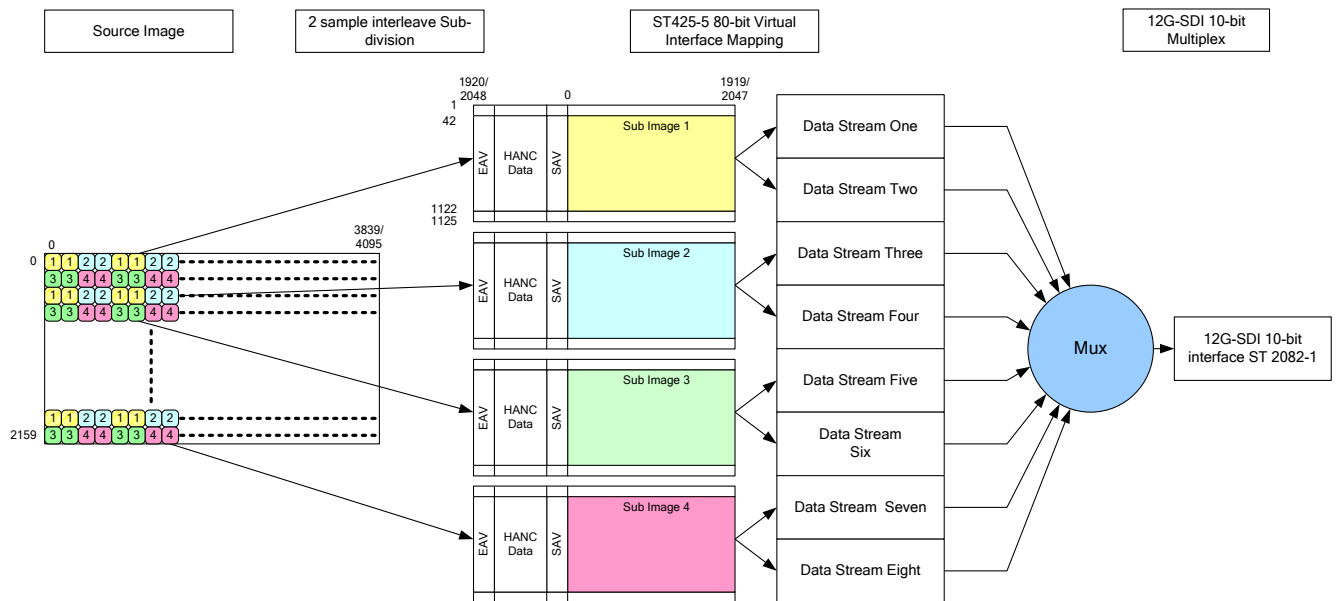 Source Image
2 sample interleave Sub-
division
ST425-5 80-bit Virtual
Interface Mapping
12G-SDI 10-bit
Multiplex
1920/
2048
0
1919/
2047
1
42
EAV
HANC
Data
SAV
Sub Image 1
1122
1125
Data Stream One
Data Stream Two
0
3839/
4095
0
1 1 2 2 1 1 2 2
3 3 4 4 3 3 4 4
1 1 2 2 1 1 2 2
3 3 4 4 3 3 4 4
1 1 2 2 1 1 2 2
2159
3 3 4 4 3 3 4 4
EAV
HANC
Data
SAV
Sub Image 2
Data Stream Three
Data Stream Four
EAV
HANC
Data
SAV
Sub Image 3
Data Stream Five
Data Stream
Six
EAV
HANC
Data
SAV
Sub Image 4
Data Stream Seven
Data Stream Eight
Mux
12G-SDI 10-bit
interface ST 2082-1